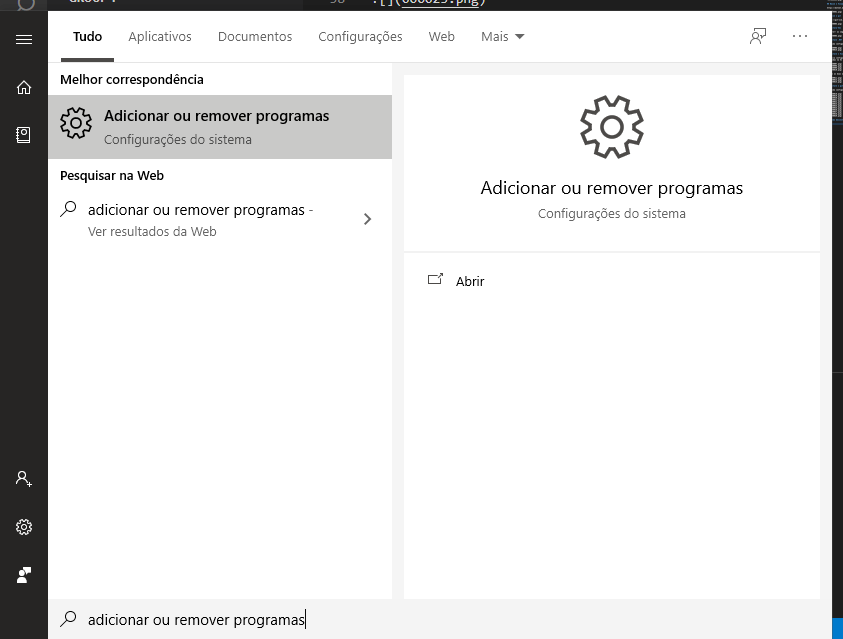 .[](000025.png)
Tudo Aplicativos Documentos Configurações Web Mais
Melhor correspondência
Adicionar ou remover programas
Configurações do sistema
Pesquisar na Web
adicionar ou remover programas -
Ver resultados da Web
Adicionar ou remover programas
Configurações do sistema
Abrir
adicionar ou remover programas